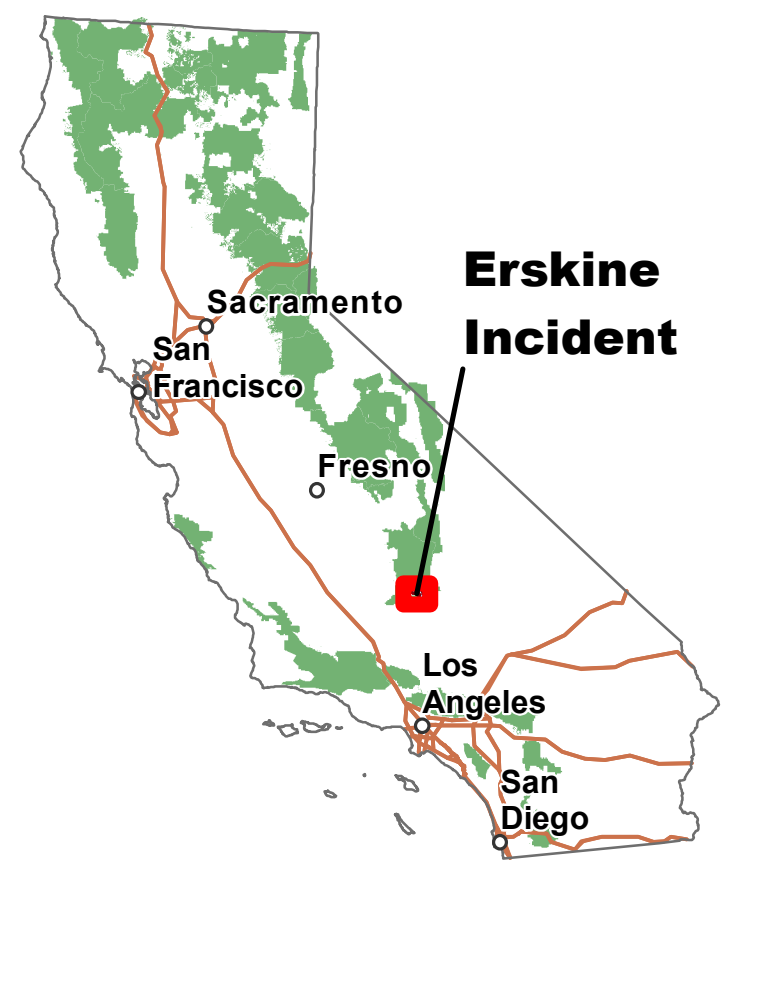 Erskine
Incident
Sacramento
San
Francisco
Fresno
Los
Angeles
San
Diego